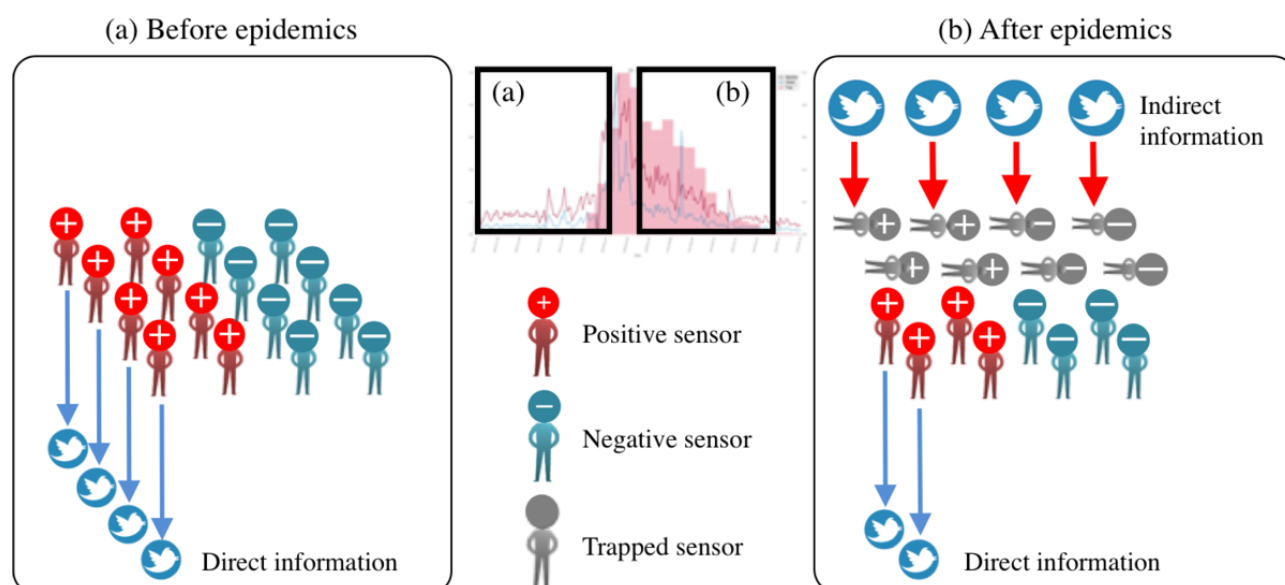 (a) Before epidemics
(b) After epidemics
(a)
(b)
Indirect
information
+ + − −
+ + − −
+ + − −
+ + − −
+ + − −
+
Positive sensor
−
Negative sensor
Trapped sensor
Direct information
+ + − −
+ + − −
+ + − −
+ + − −
Direct information